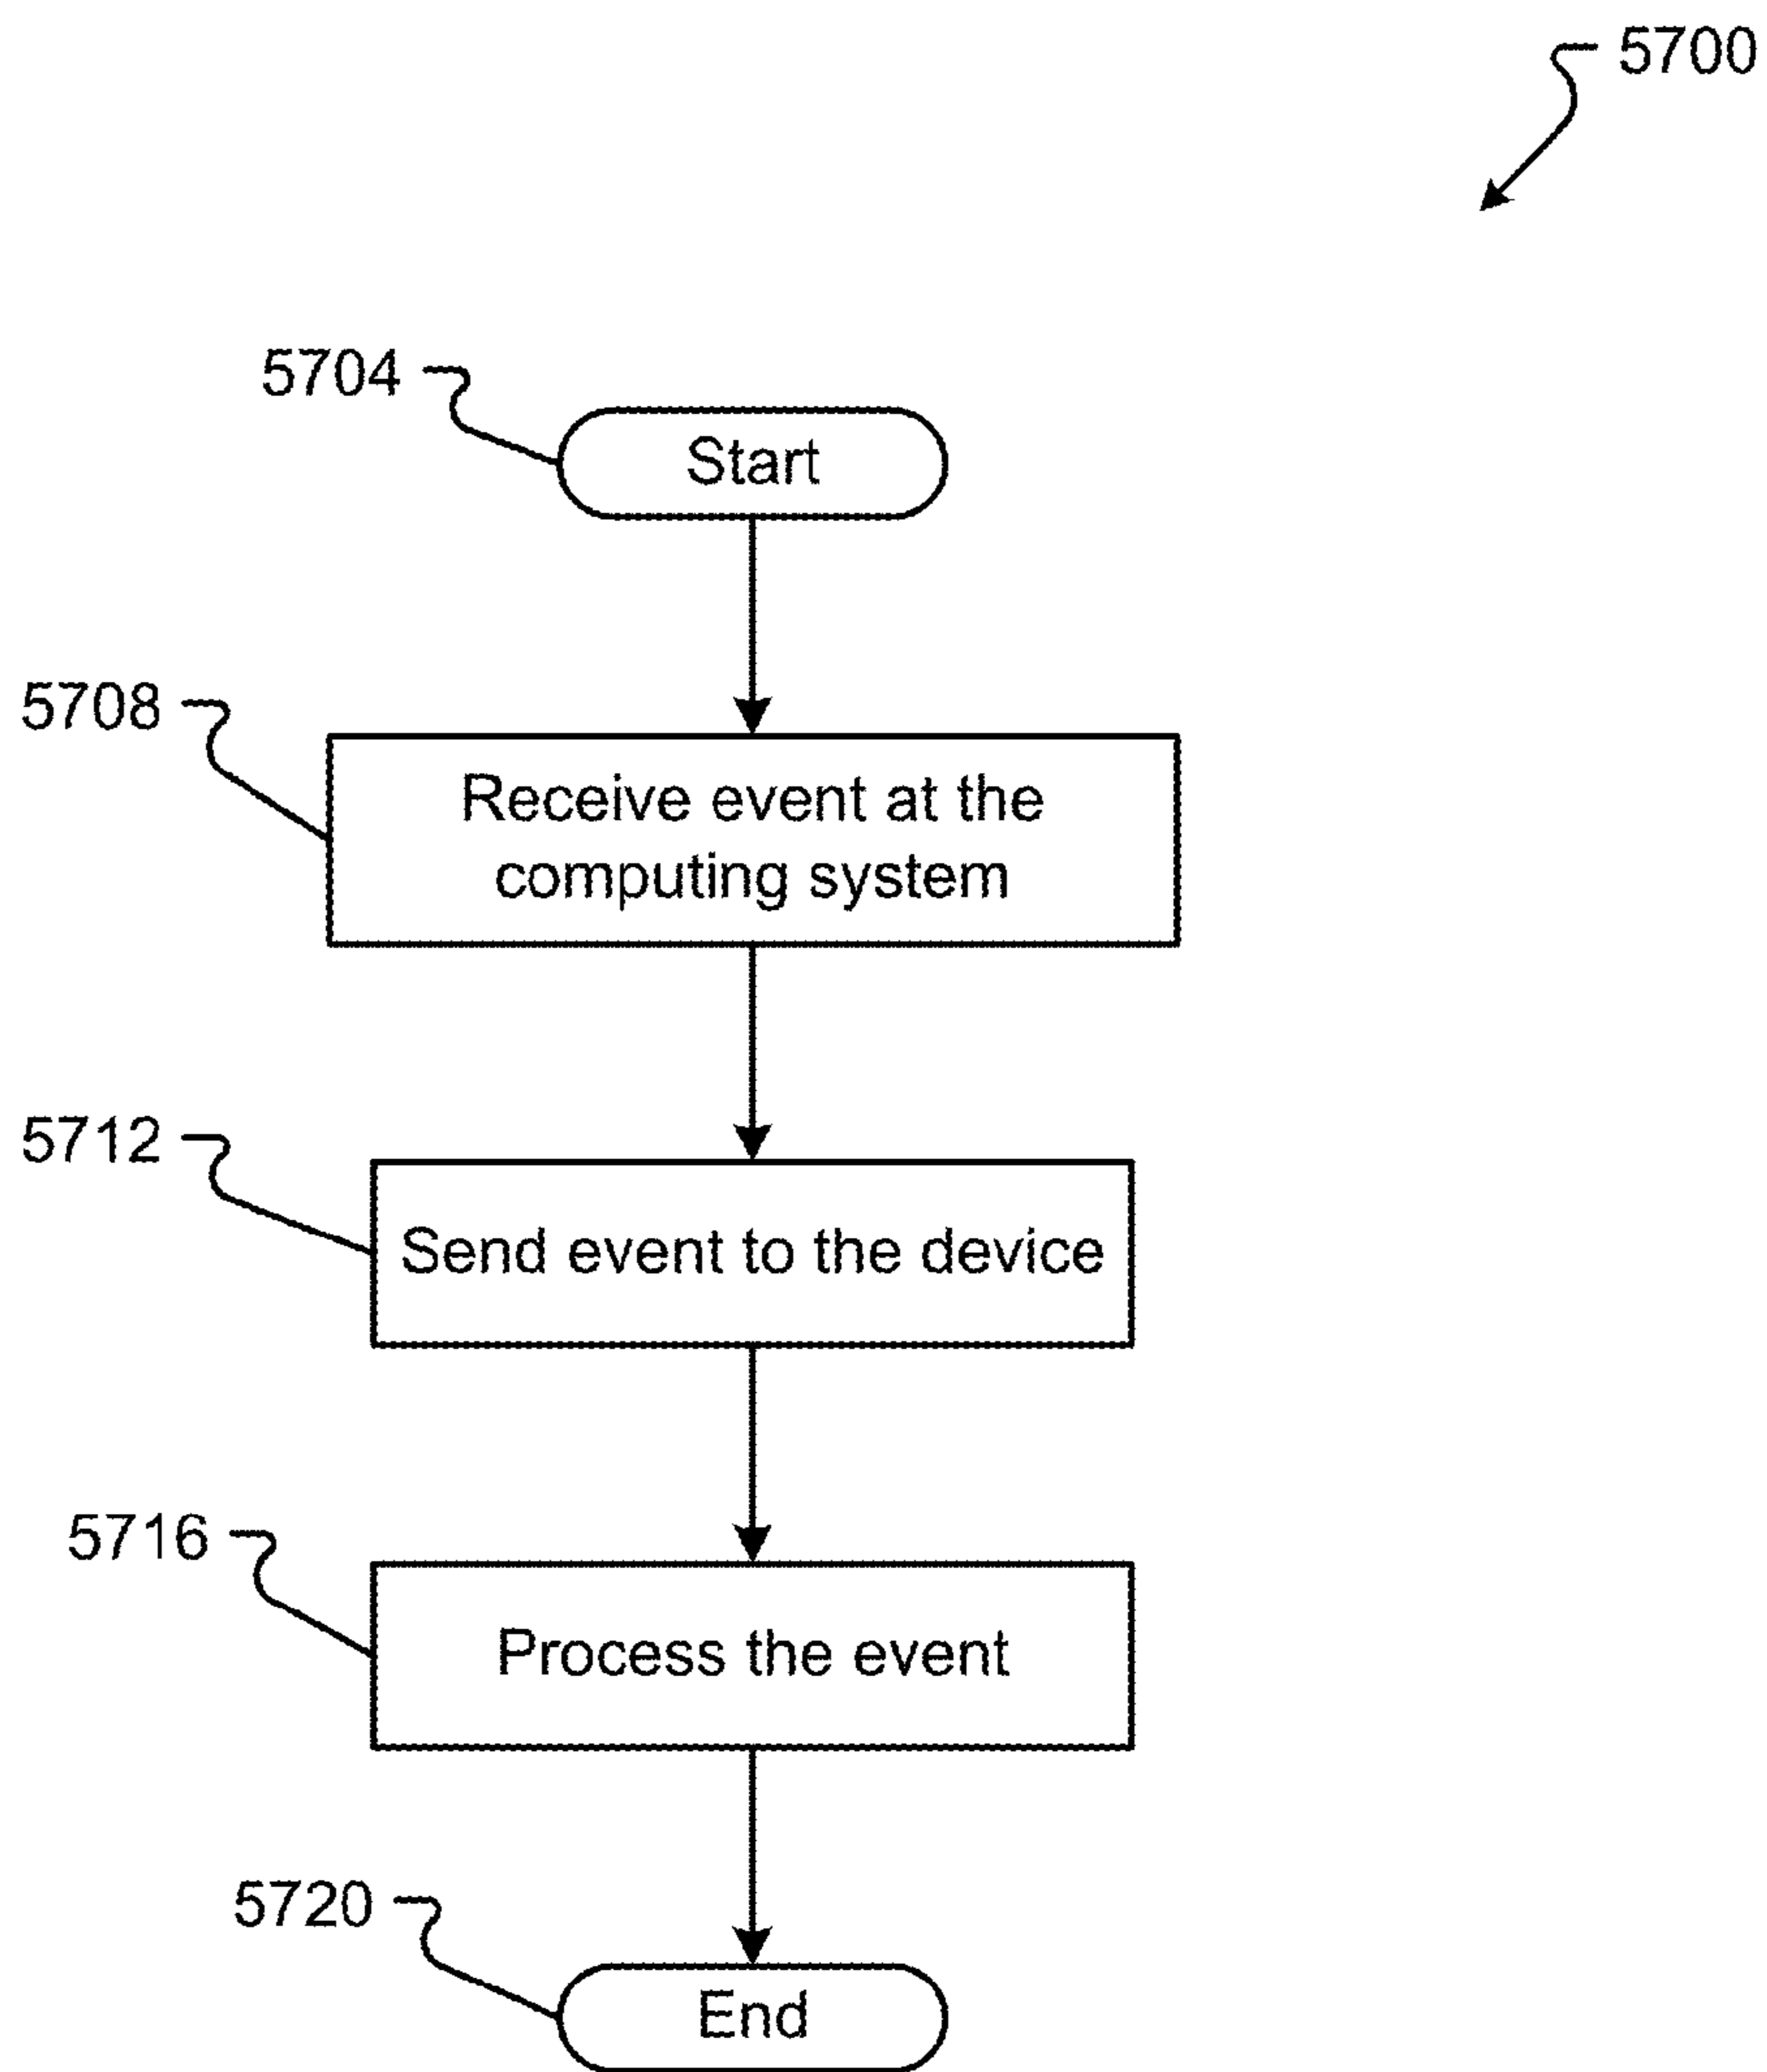 5700
5704
Start
5708
Receive event at the
computing system
5712
Send event to the device
5716
Process the event
5720
End